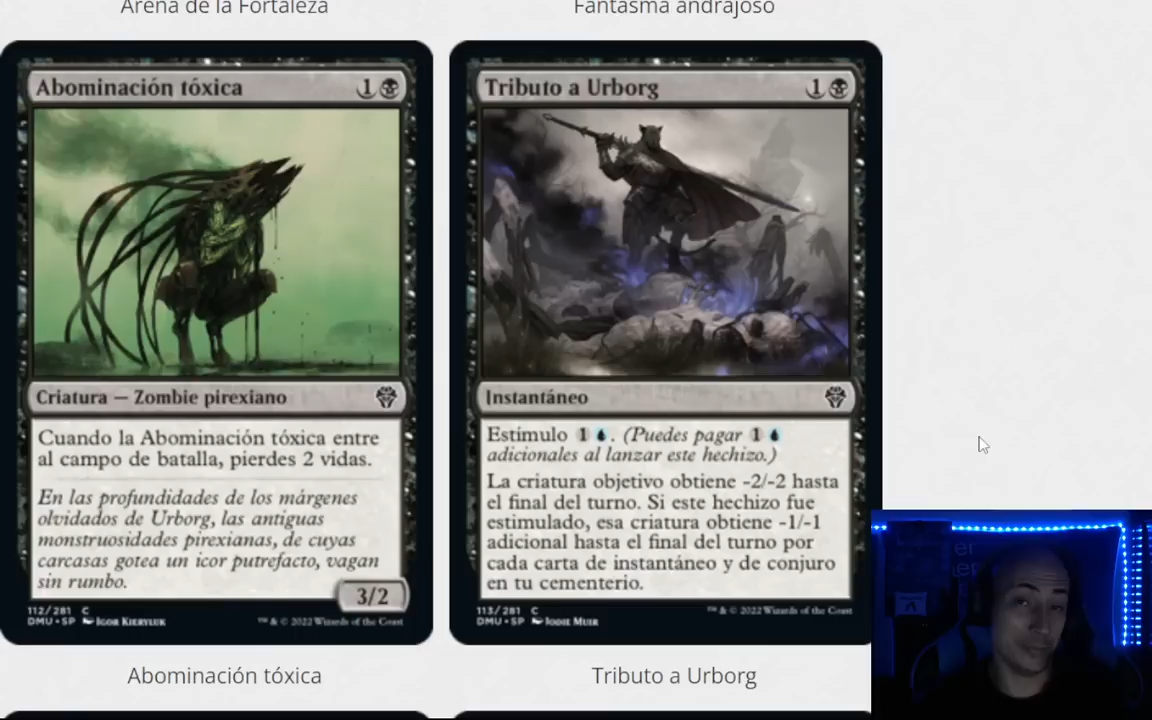 Arena de la Fortaleza
Fantasma andrajoso
Abominación tóxica
1
Criatura — Zombie pirexiano
Cuando la Abominación tóxica entre
al campo de batalla, pierdes 2 vidas.
En las profundidades de los márgenes
olvidados de Urborg, las antiguas
monstruosidades pirexianas, de cuyas
carcasas gotea un icor putrefacto, vagan
sin rumbo.
3/2
112/281 C
DMU • SP Igor Kieryluk
™ & © 2022 Wizards of the Coast
Abominación tóxica
Tributo a Urborg
1
Instantáneo
Estímulo 1. (Puedes pagar 1
adicionales al lanzar este hechizo.)
La criatura objetivo obtiene -2/-2 hasta
el final del turno. Si este hechizo fue
estimulado, esa criatura obtiene -1/-1
adicional hasta el final del turno por
cada carta de instantáneo y de conjuro
en tu cementerio.
113/281 C
DMU • SP Jodie Muir
™ & © 2022 Wizards of the Coast
Tributo a Urborg